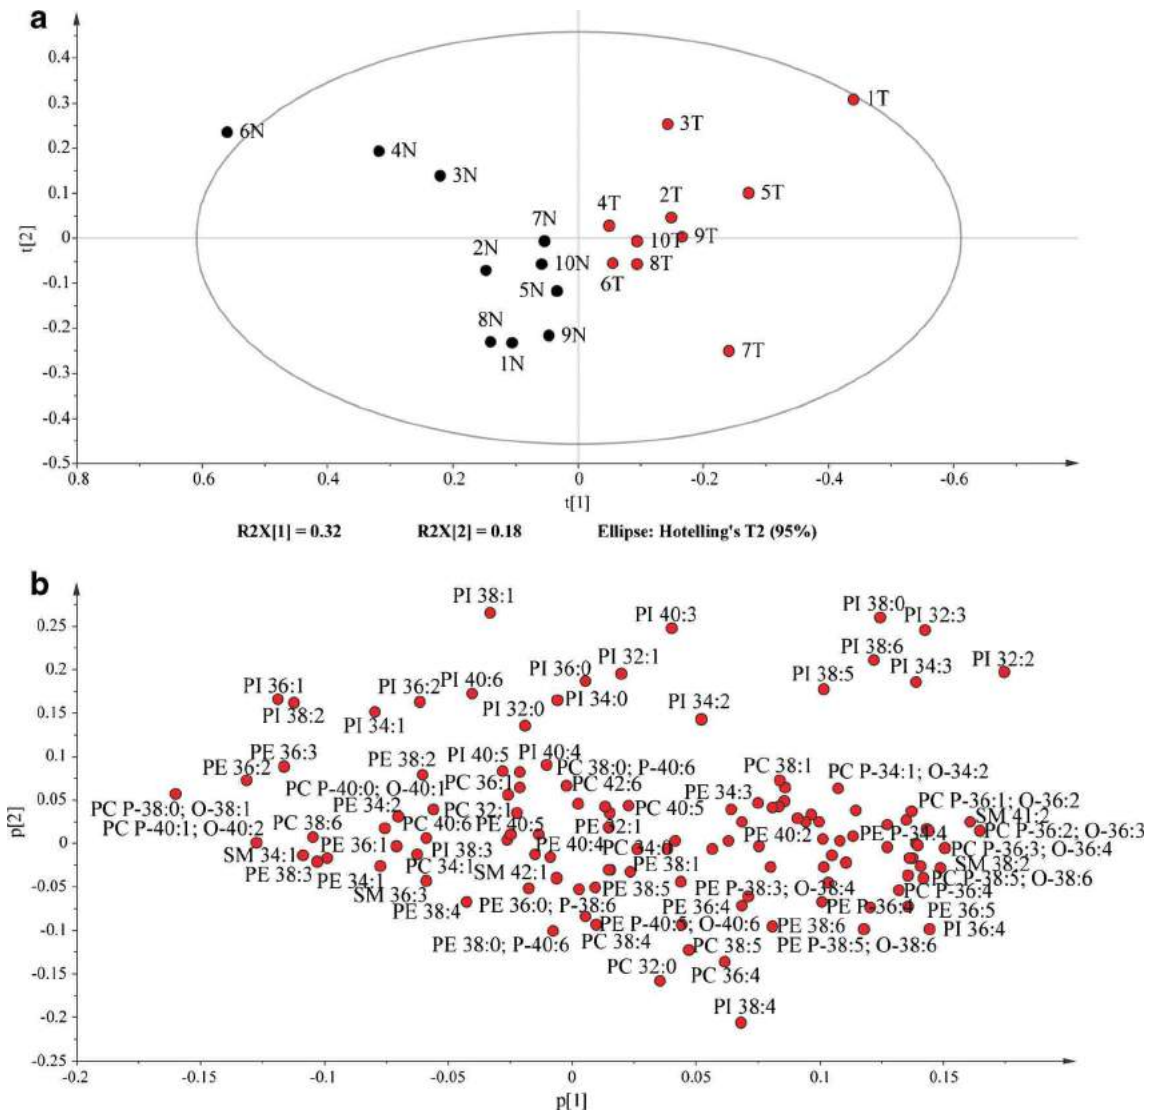 a
0.4
0.3
0.2
0.1
0
-0.1
-0.2
-0.3
-0.4
-0.5
t[2]
1T
3T
6N
4N
3N
5T
2T
4T
7N
9T
10T
2N
10N
8T
6T
5N
8N
9N
1N
7T
0.8
0.6
0.4
0.2
0
-0.2
-0.4
-0.6
t[1]
R2X[1] = 0.32 R2X[2] = 0.18 Ellipse: Hotelling's T2 (95%)
b
0.25
0.2
0.15
0.1
0.05
0
-0.05
-0.1
-0.15
-0.2
-0.25
p[2]
PI 38:1
PI 40:3
PI 38:0
PI 32:3
PI 38:6
PI 32:1
PI 36:0
PI 32:2
PI 34:3
PI 38:5
PI 36:1
PI 36:2
PI 40:6
PI 38:2
PI 34:0
PI 34:2
PI 34:1
PI 32:0
PE 36:3
PE 38:2
PI 40:5
PI 40:4
PE 36:2
PC 38:0; P-40:6
PC 38:1
PC P-34:1; O-34:2
PC P-40:0; O-40:1
PC 36:1
PC 42:6
PE 34:3
PC P-38:0; O-38:1
PE 34:2
PC 32:1
PC 40:5
PC P-36:1; O-36:2
SM 41:2
PC P-40:1; O-40:2
PC 38:6
PC 40:6
PE 40:5
PE 32:1
PE 40:2
PE P-34:4
PC P-36:2; O-36:3
PE 36:1
PI 38:3
PE 40:4
PC 34:0
PC P-36:3; O-36:4
SM 34:1
PC 34:1
PE 38:1
SM 38:2
PE 38:3
PE 34:1
SM 42:1
PC P-38:5; O-38:6
SM 36:3
PE 38:5
PE P-38:3; O-38:4
PC P-36:4
PE 38:4
PE 36:0; P-38:6
PE 36:4
PE P-36:4
PE 36:5
PE P-40:5; O-40:6
PE 38:6
PI 36:4
PE 38:0; P-40:6
PC 38:4
PC 38:5
PE P-38:5; O-38:6
PC 32:0
PC 36:4
PI 38:4
-0.2
-0.15
-0.1
-0.05
0
0.05
0.1
0.15
p[1]